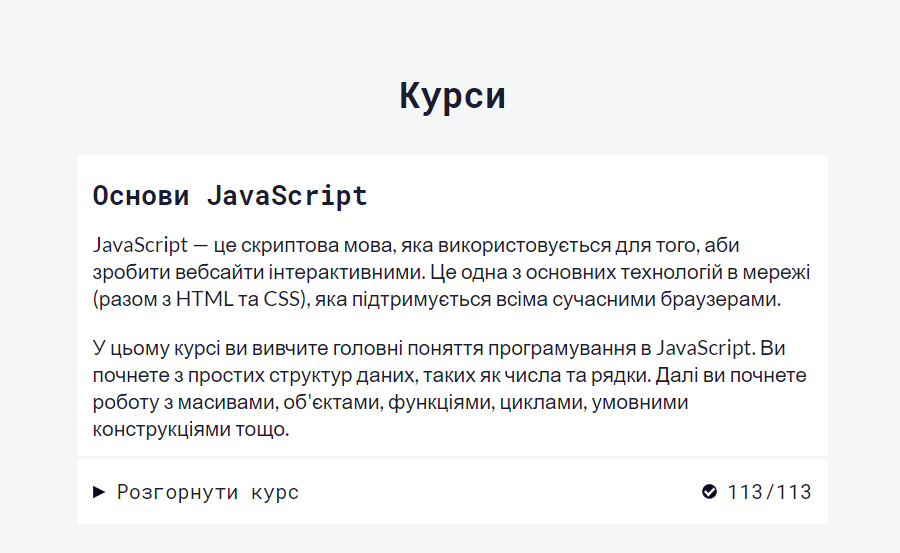 Курси
Основи JavaScript
JavaScript — це скриптова мова, яка використовується для того, аби
зробити вебсайти інтерактивними. Це одна з основних технологій в мережі
(разом з HTML та CSS), яка підтримується всіма сучасними браузерами.
У цьому курсі ви вивчите головні поняття програмування в JavaScript. Ви
почнете з простих структур даних, таких як числа та рядки. Далі ви почнете
роботу з масивами, об'єктами, функціями, циклами, умовними
конструкціями тощо.
Розгорнути курс 113/113